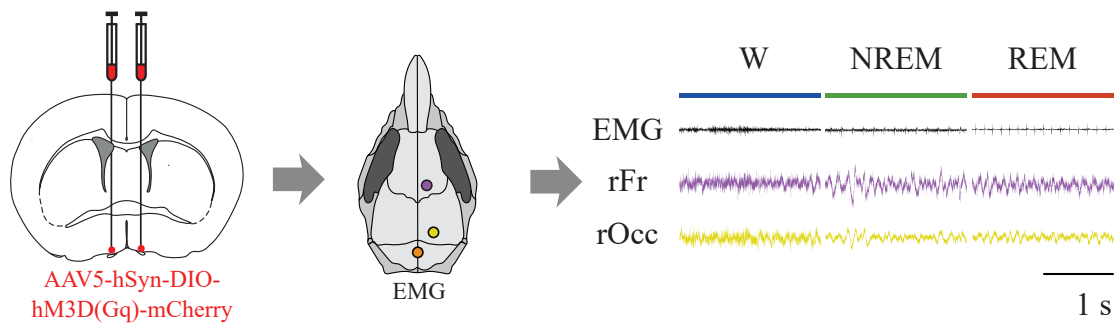 AAV5-hSyn-DIO-
hM3D(Gq)-mCherry
EMG
W NREM REM
EMG
rFr
rOcc
1 s